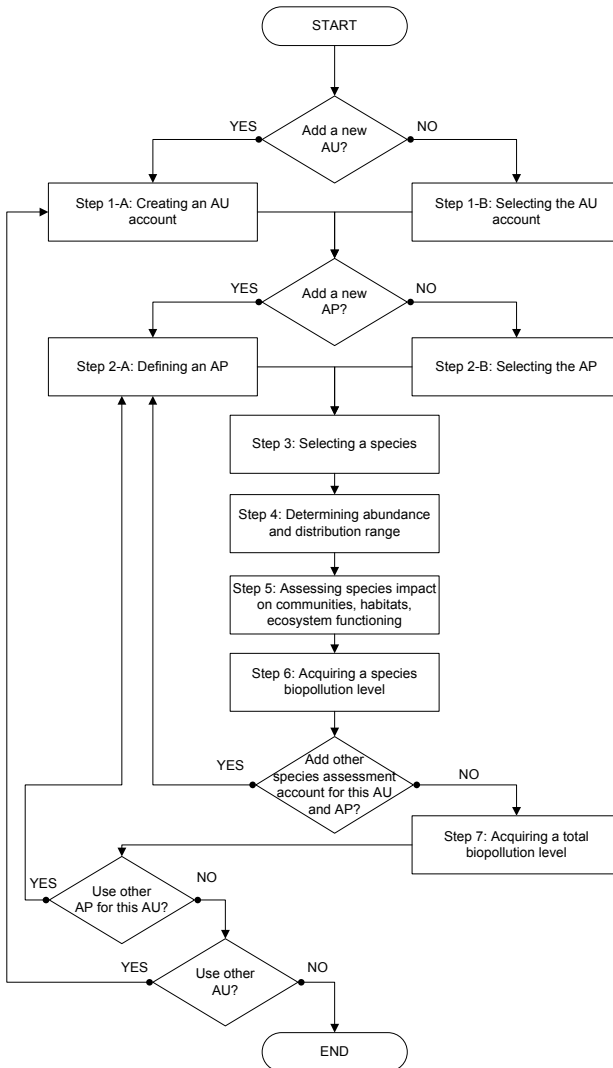 START
Add a new
AU?
YES
NO
Step 1-A: Creating an AU
account
Step 1-B: Selecting the AU
account
Add a new
AP?
YES
NO
Step 2-A: Defining an AP
Step 2-B: Selecting the AP
Step 3: Selecting a species
Step 4: Determining abundance
and distribution range
Step 5: Assessing species impact
on communities, habitats,
ecosystem functioning
Step 6: Acquiring a species
biopollution level
Add other
species assessment
account for this AU
and AP?
YES
NO
Step 7: Acquiring a total
biopollution level
Use other
AP for this AU?
YES
NO
Use other
AU?
YES
NO
END